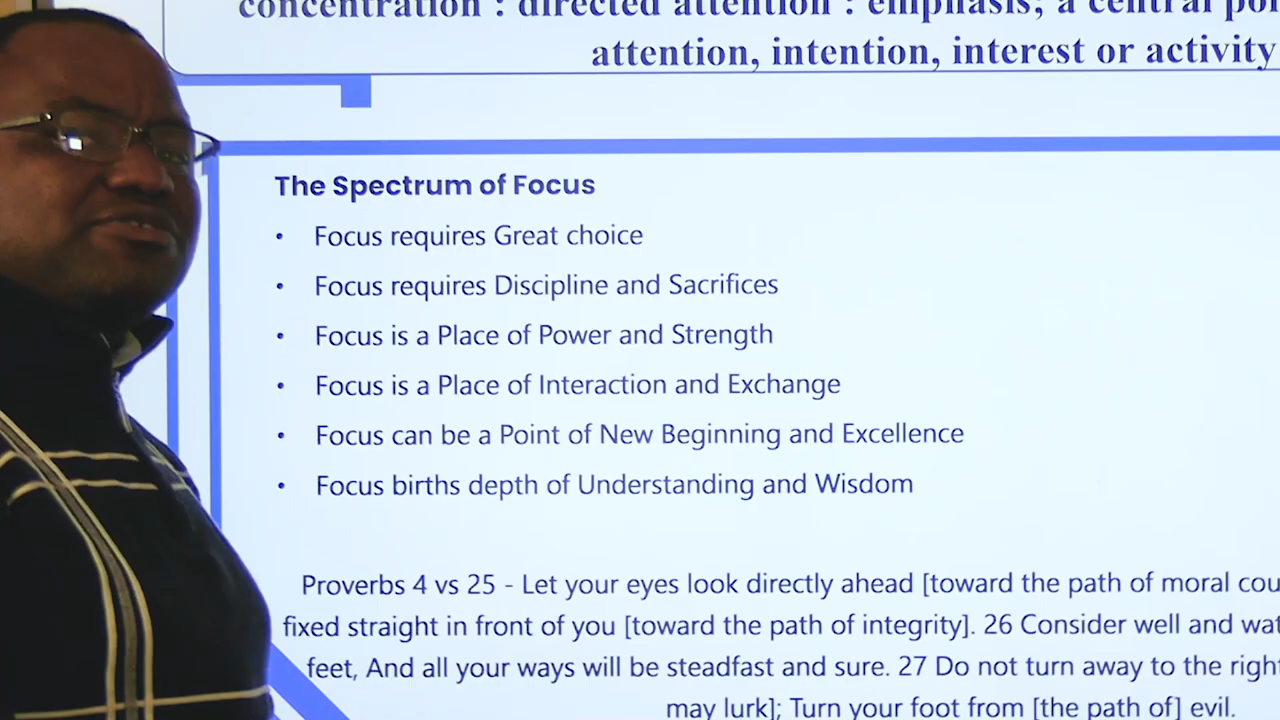 concentration : directed attention : emphasis; a central
attention, intention, interest or activity
The Spectrum of Focus
• Focus requires Great choice
• Focus requires Discipline and Sacrifices
• Focus is a Place of Power and Strength
• Focus is a Place of Interaction and Exchange
• Focus can be a Point of New Beginning and Excellence
• Focus births depth of Understanding and Wisdom
Proverbs 4 vs 25 - Let your eyes look directly ahead [toward the path of moral
fixed straight in front of you [toward the path of integrity]. 26 Consider well and
feet, And all your ways will be steadfast and sure. 27 Do not turn away to the right
may lurk]; Turn your foot from [the path of] evil.